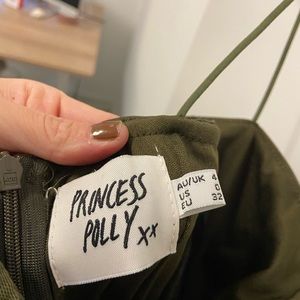 PRINCESS
POLLY xx
AU/UK 4
US 0
EU 32